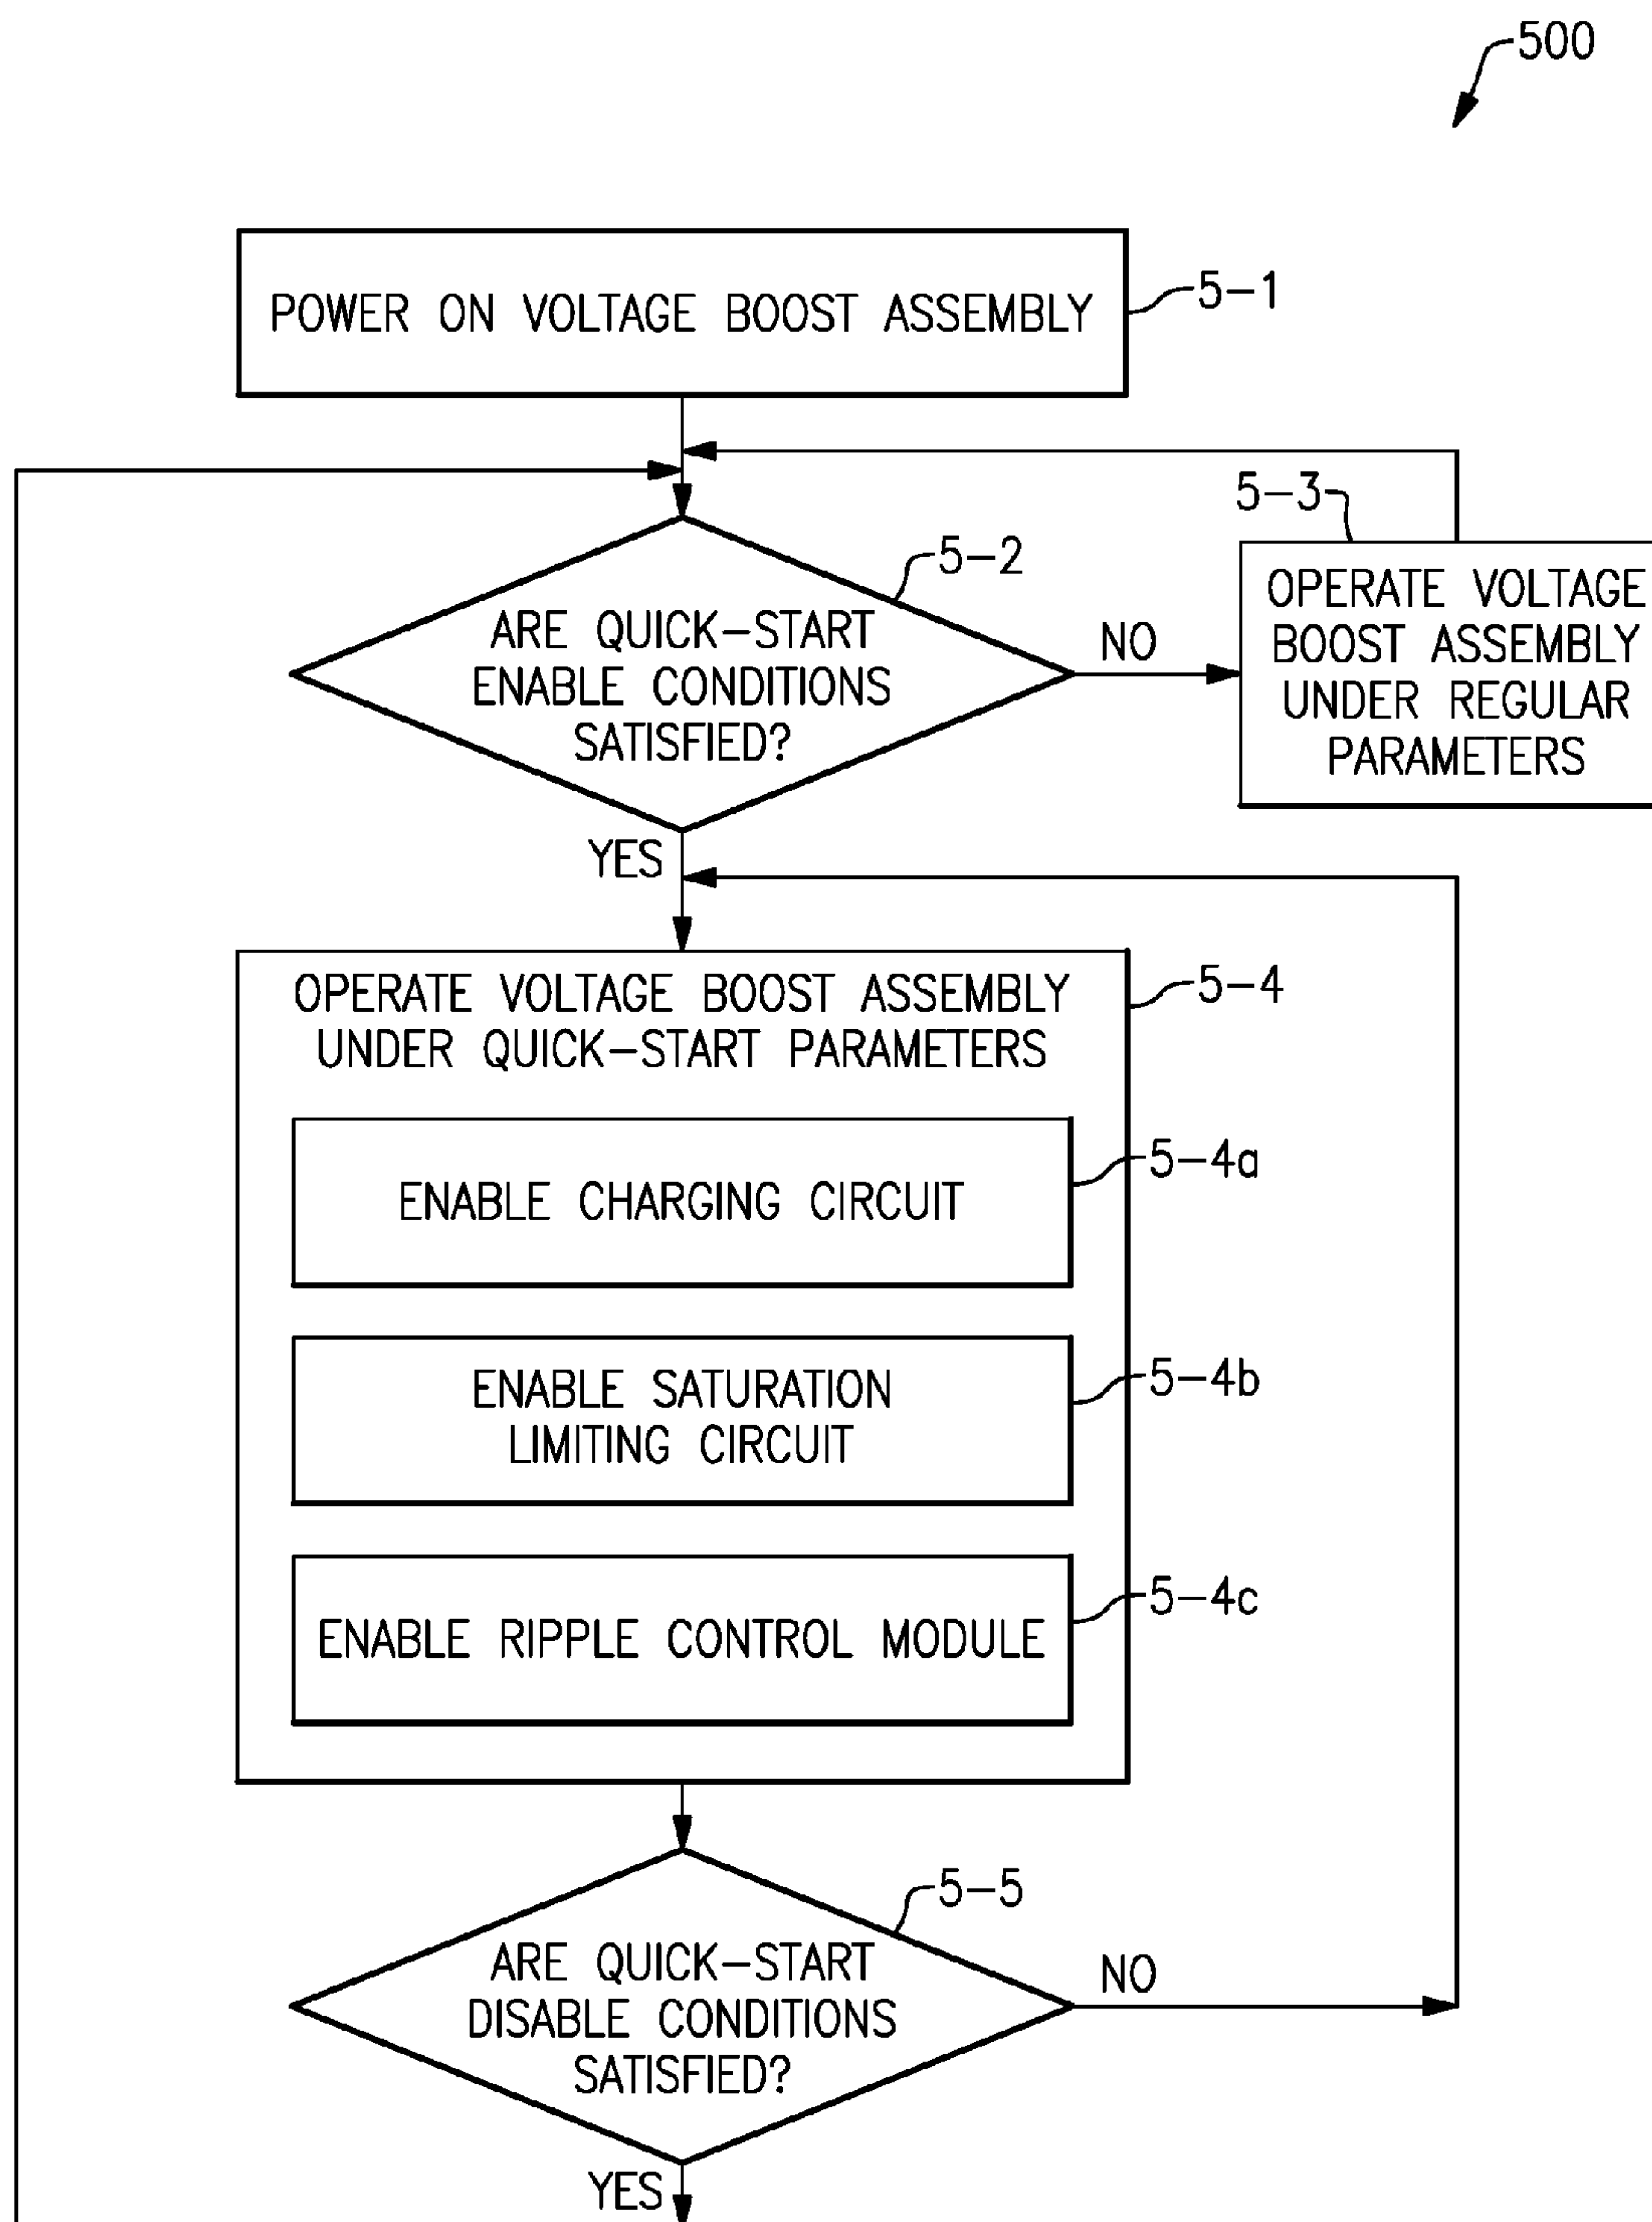 500
POWER ON VOLTAGE BOOST ASSEMBLY
5-1
5-2
ARE QUICK-START
ENABLE CONDITIONS
SATISFIED?
NO
5-3
OPERATE VOLTAGE
BOOST ASSEMBLY
UNDER REGULAR
PARAMETERS
YES
OPERATE VOLTAGE BOOST ASSEMBLY
UNDER QUICK-START PARAMETERS
5-4
ENABLE CHARGING CIRCUIT
5-4a
ENABLE SATURATION
LIMITING CIRCUIT
5-4b
ENABLE RIPPLE CONTROL MODULE
5-4c
5-5
ARE QUICK-START
DISABLE CONDITIONS
SATISFIED?
NO
YES